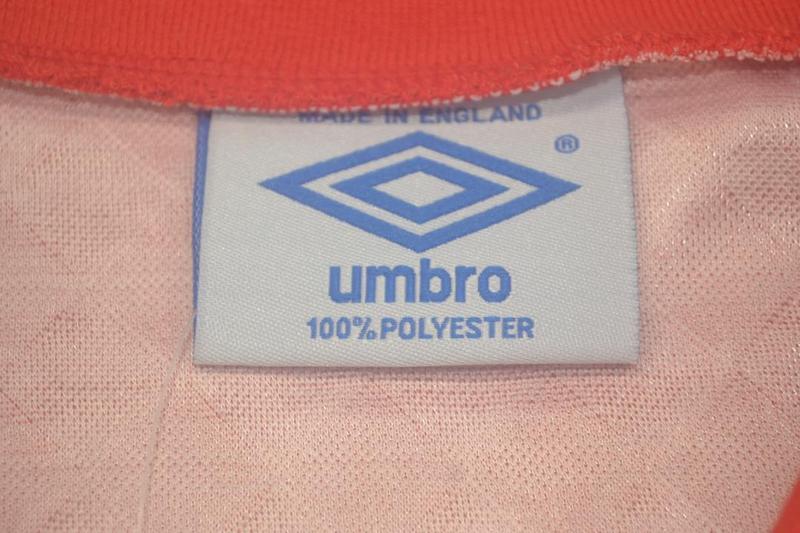 MADE IN ENGLAND
®
umbro
100% POLYESTER